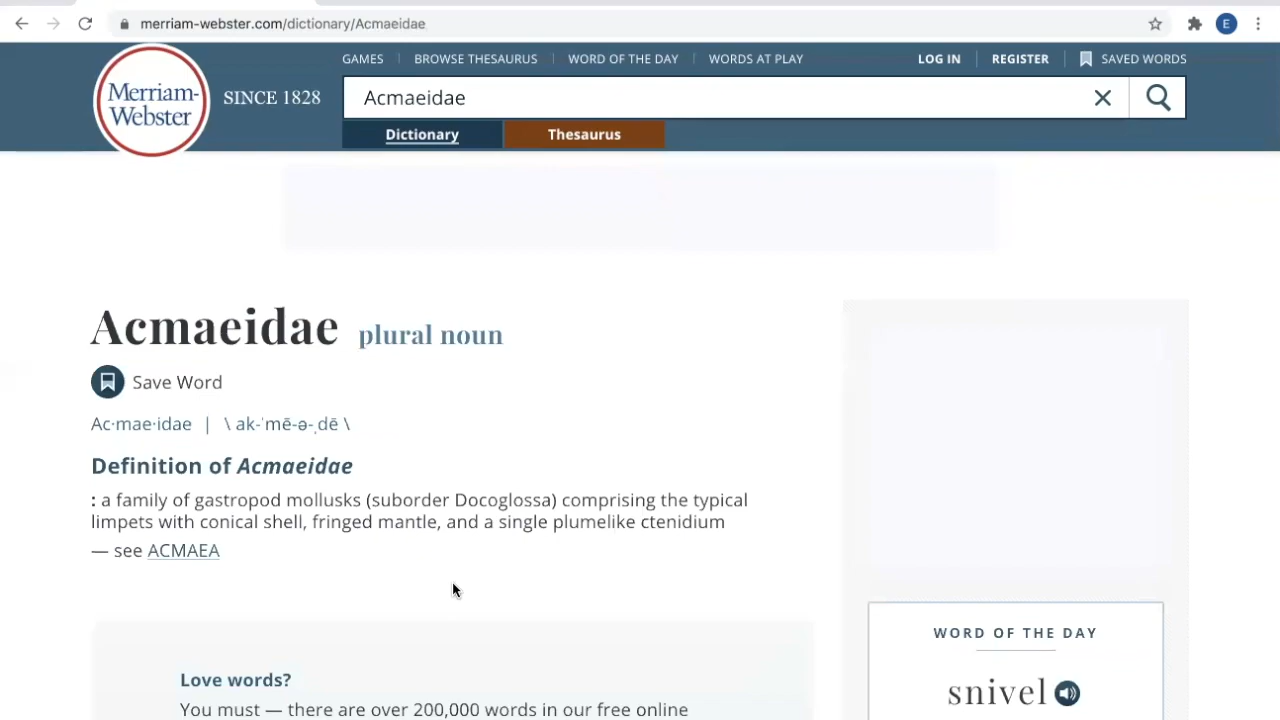 merriam-webster.com/dictionary/Acmaeidae
E
GAMES
BROWSE THESAURUS
WORD OF THE DAY
WORDS AT PLAY
LOG IN
REGISTER
SAVED WORDS
Merriam-
Webster
SINCE 1828
Acmaeidae
Dictionary
Thesaurus
Acmaeidae plural noun
Save Word
Ac·mae·idae | \ ak-ˈmē-ə-ˌdē \
Definition of Acmaeidae
: a family of gastropod mollusks (suborder Docoglossa) comprising the typical
limpets with conical shell, fringed mantle, and a single plumelike ctenidium
— see ACMAEA
Love words?
You must — there are over 200,000 words in our free online
WORD OF THE DAY
snivel